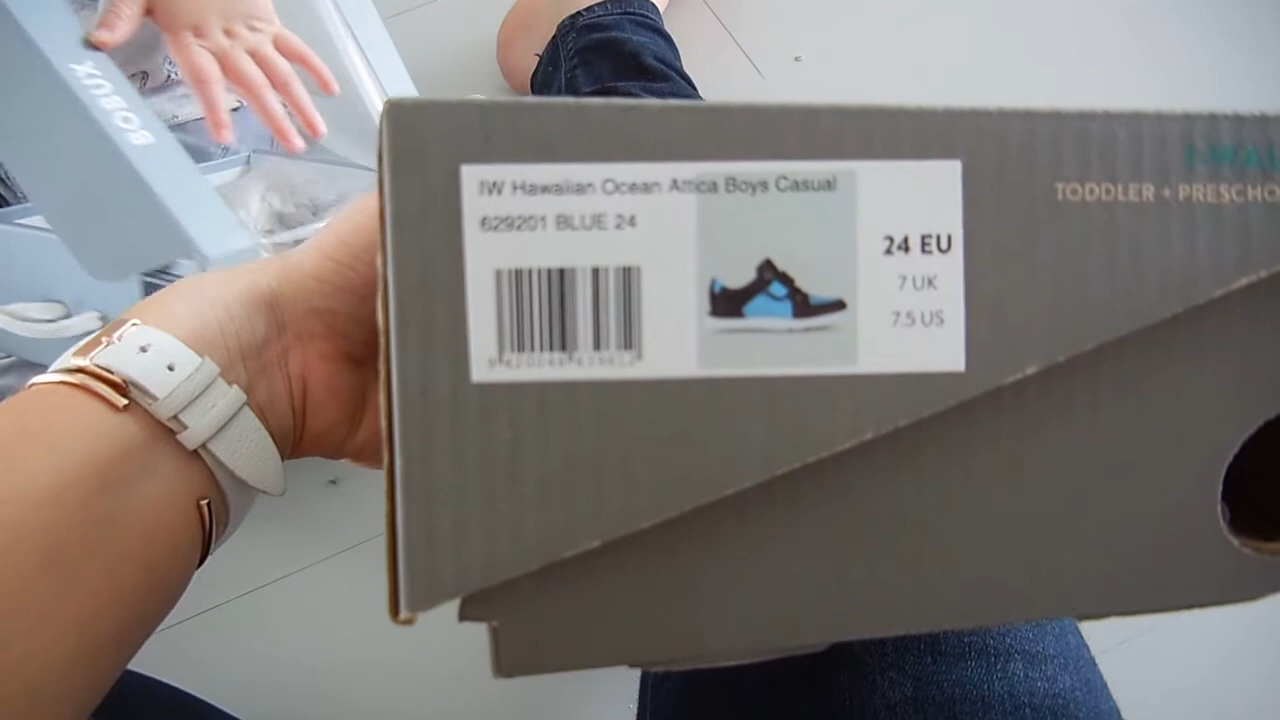 BOBUX
IW Hawaiian Ocean Attica Boys Casual
629201 BLUE 24
24 EU
7 UK
7.5 US
TODDLER + PRESCHO